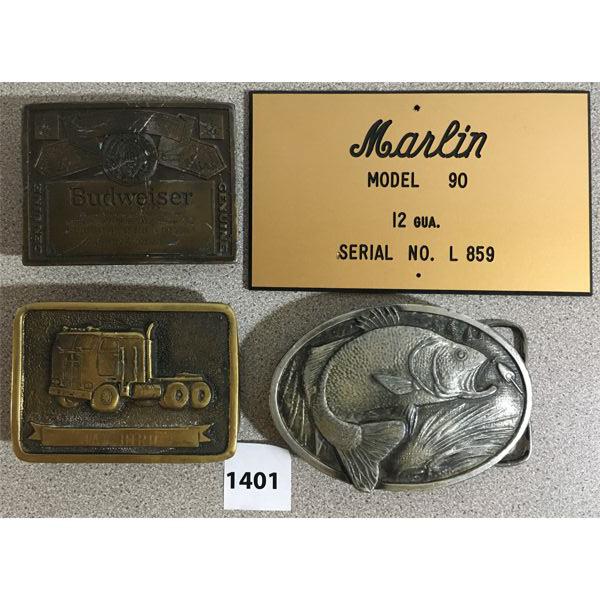 GENUINE
Budweiser
GENUINE
Marlin
MODEL 90
12 GUA.
SERIAL NO. L 859
1401